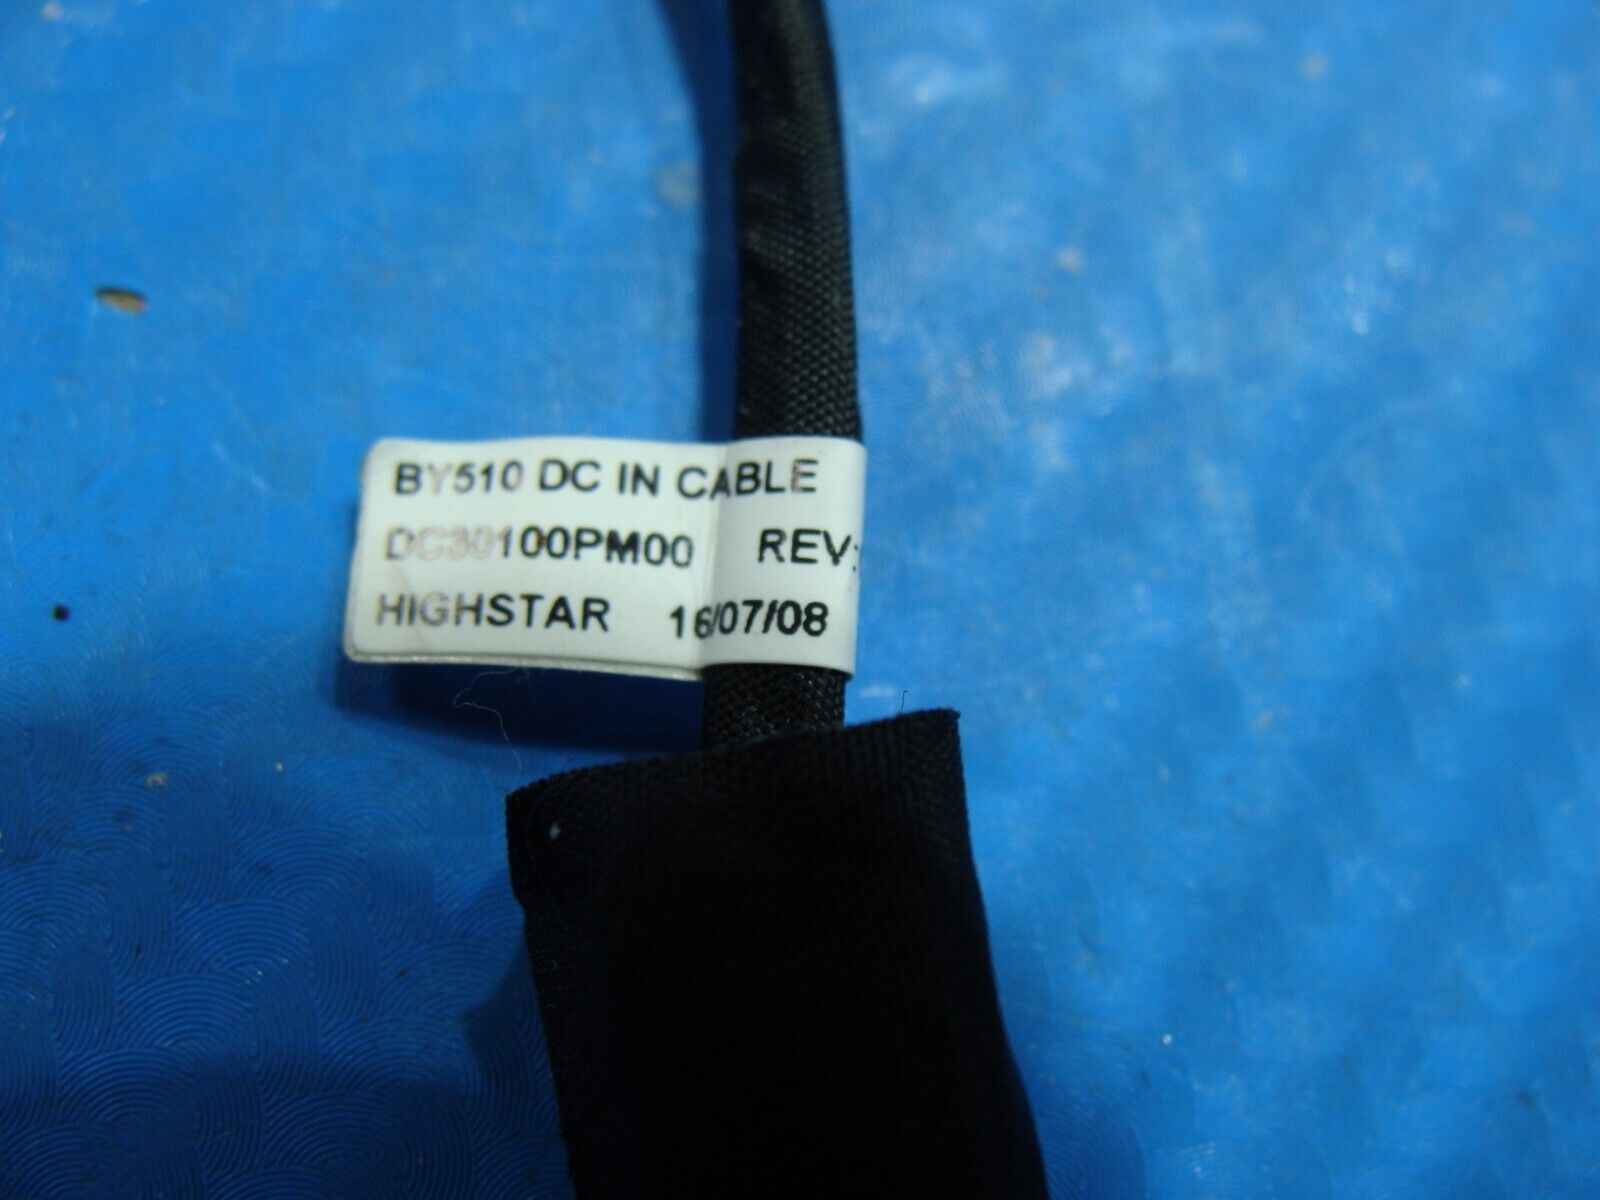 BY510 DC IN CABLE
DC30100PM00 REV:
HIGHSTAR 16/07/08